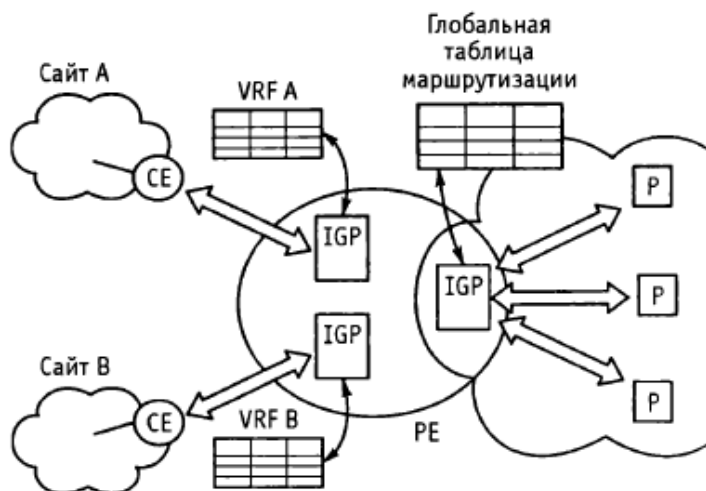 Глобальная
таблица
маршрутизации
Сайт A
VRF A
CE
P
IGP
IGP
P
IGP
Сайт B
CE
P
VRF B
PE